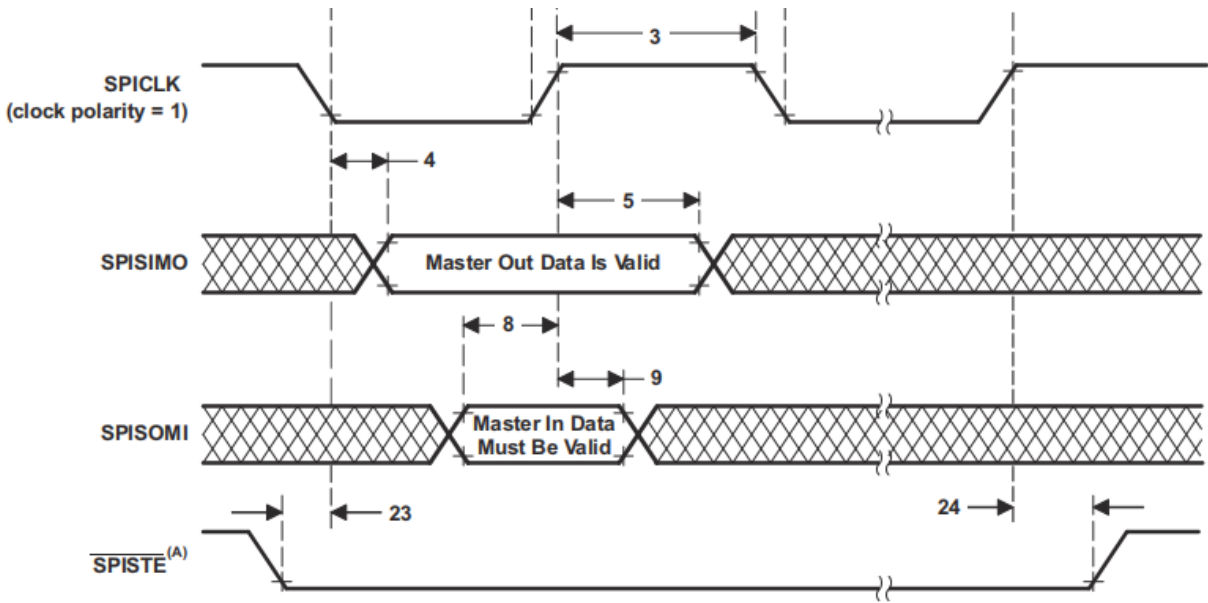 3
SPICLK
(clock polarity = 1)
4
5
SPISIMO
Master Out Data Is Valid
8
9
SPISOMI
Master In Data
Must Be Valid
23
24
SPISTE(A)